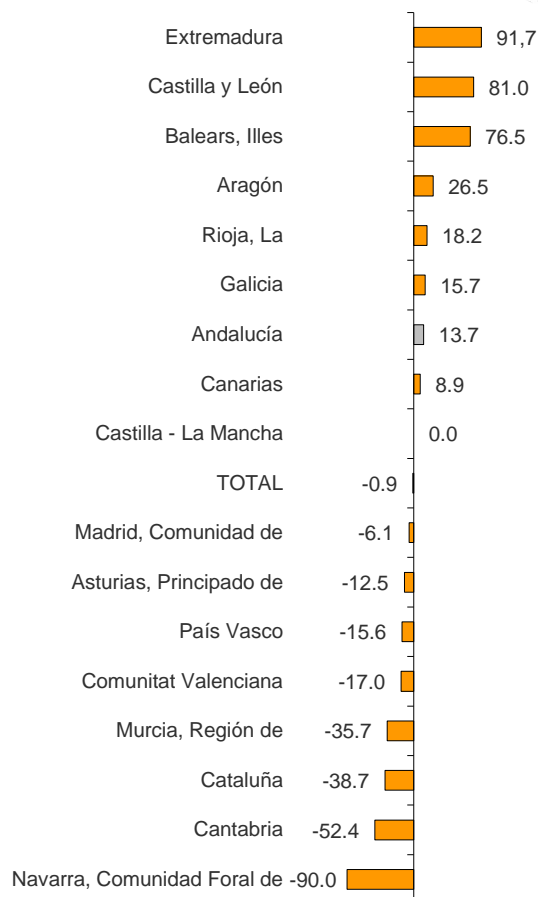 Extremadura 91,7
Castilla y León 81.0
Balears, Illes 76.5
Aragón 26.5
Rioja, La 18.2
Galicia 15.7
Andalucía 13.7
Canarias 8.9
Castilla - La Mancha 0.0
TOTAL -0.9
Madrid, Comunidad de -6.1
Asturias, Principado de -12.5
País Vasco -15.6
Comunitat Valenciana -17.0
Murcia, Región de -35.7
Cataluña -38.7
Cantabria -52.4
Navarra, Comunidad Foral de -90.0